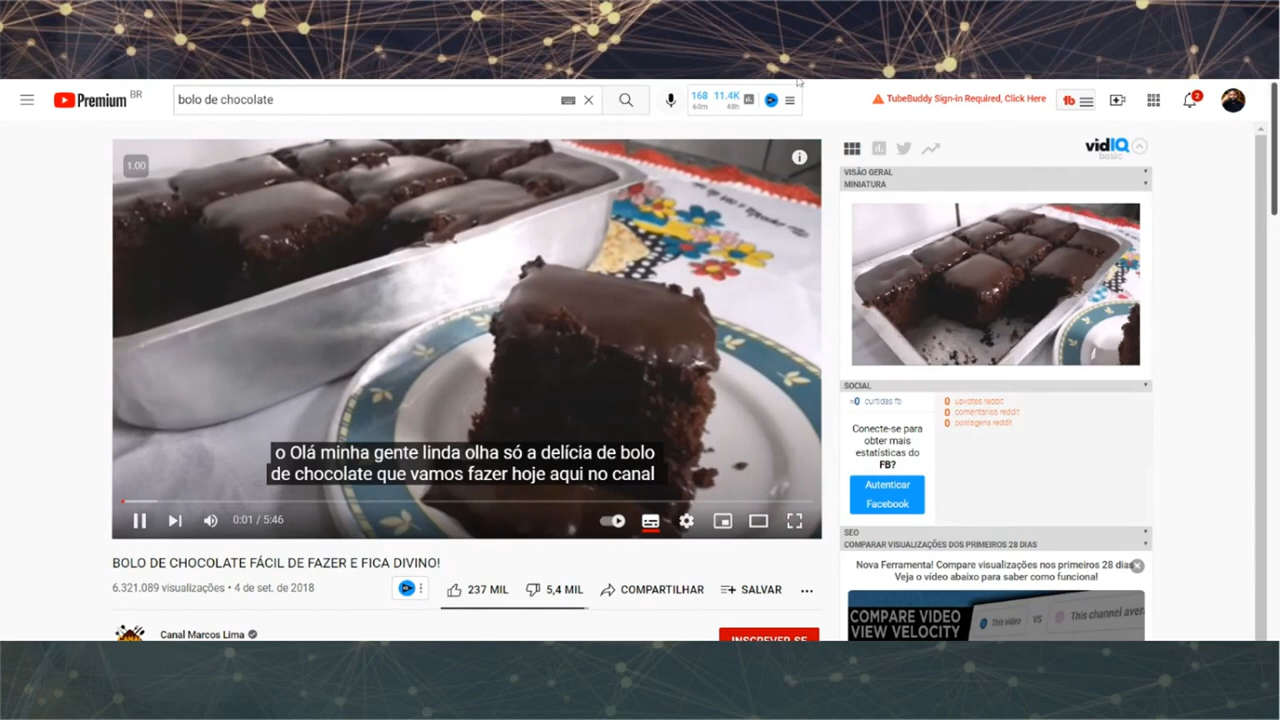 Premium BR
bolo de chocolate
168 11.4K
60m 48h
TubeBuddy Sign-in Required, Click Here
tb
2
1.00
o Olá minha gente linda olha só a delícia de bolo
de chocolate que vamos fazer hoje aqui no canal
0:01 / 5:46
BOLO DE CHOCOLATE FÁCIL DE FAZER E FICA DIVINO!
6.321.089 visualizações • 4 de set. de 2018
237 MIL
5,4 MIL
COMPARTILHAR
SALVAR
Canal Marcos Lima
INSCREVER-SE
vidIQ
basic
VISÃO GERAL
MINIATURA
SOCIAL
≈0 curtidas fb
0 upvotes reddit
0 comentários reddit
0 postagens reddit
Conecte-se para
obter mais
estatísticas do
FB?
Autenticar
Facebook
SEO
COMPARAR VISUALIZAÇÕES DOS PRIMEIROS 28 DIAS
Nova Ferramenta! Compare visualizações nos primeiros 28 dias
Veja o vídeo abaixo para saber como funcional!
COMPARE VIDEO
VIEW VELOCITY
This video VS This channel aver